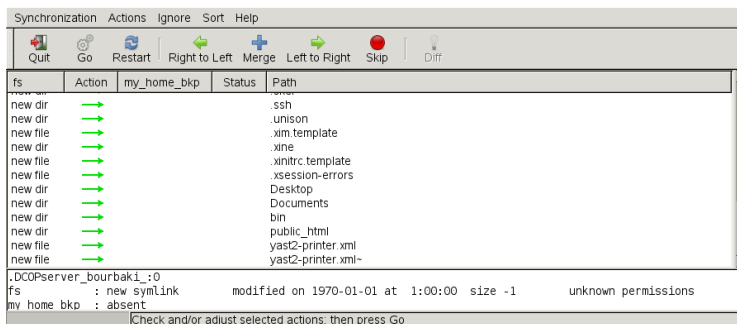 Synchronization Actions Ignore Sort Help
Quit Go Restart Right to Left Merge Left to Right Skip Diff
fs Action my_home_bkp Status Path
new dir .ssh
new dir .unison
new file .xim.template
new dir .xine
new file .xinitrc.template
new file .xsession-errors
new dir Desktop
new dir Documents
new dir bin
new dir public_html
new file yast2-printer.xml
new file yast2-printer.xml~
.DCOPserver_bourbaki_:0
fs : new symlink modified on 1970-01-01 at 1:00:00 size -1 unknown permissions
my_home_bkp : absent
Check and/or adjust selected actions; then press Go